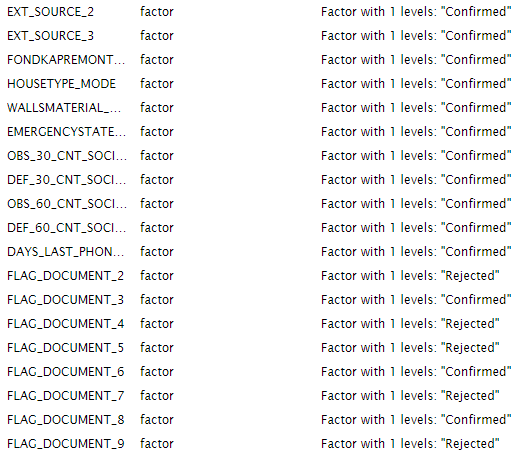 EXT_SOURCE_2 factor Factor with 1 levels: "Confirmed"
EXT_SOURCE_3 factor Factor with 1 levels: "Confirmed"
FONDKAPREMONT... factor Factor with 1 levels: "Confirmed"
HOUSETYPE_MODE factor Factor with 1 levels: "Confirmed"
WALLSMATERIAL_... factor Factor with 1 levels: "Confirmed"
EMERGENCYSTATE... factor Factor with 1 levels: "Confirmed"
OBS_30_CNT_SOCI... factor Factor with 1 levels: "Confirmed"
DEF_30_CNT_SOCI... factor Factor with 1 levels: "Confirmed"
OBS_60_CNT_SOCI... factor Factor with 1 levels: "Confirmed"
DEF_60_CNT_SOCI... factor Factor with 1 levels: "Confirmed"
DAYS_LAST_PHON... factor Factor with 1 levels: "Confirmed"
FLAG_DOCUMENT_2 factor Factor with 1 levels: "Rejected"
FLAG_DOCUMENT_3 factor Factor with 1 levels: "Confirmed"
FLAG_DOCUMENT_4 factor Factor with 1 levels: "Rejected"
FLAG_DOCUMENT_5 factor Factor with 1 levels: "Rejected"
FLAG_DOCUMENT_6 factor Factor with 1 levels: "Confirmed"
FLAG_DOCUMENT_7 factor Factor with 1 levels: "Rejected"
FLAG_DOCUMENT_8 factor Factor with 1 levels: "Confirmed"
FLAG_DOCUMENT_9 factor Factor with 1 levels: "Rejected"